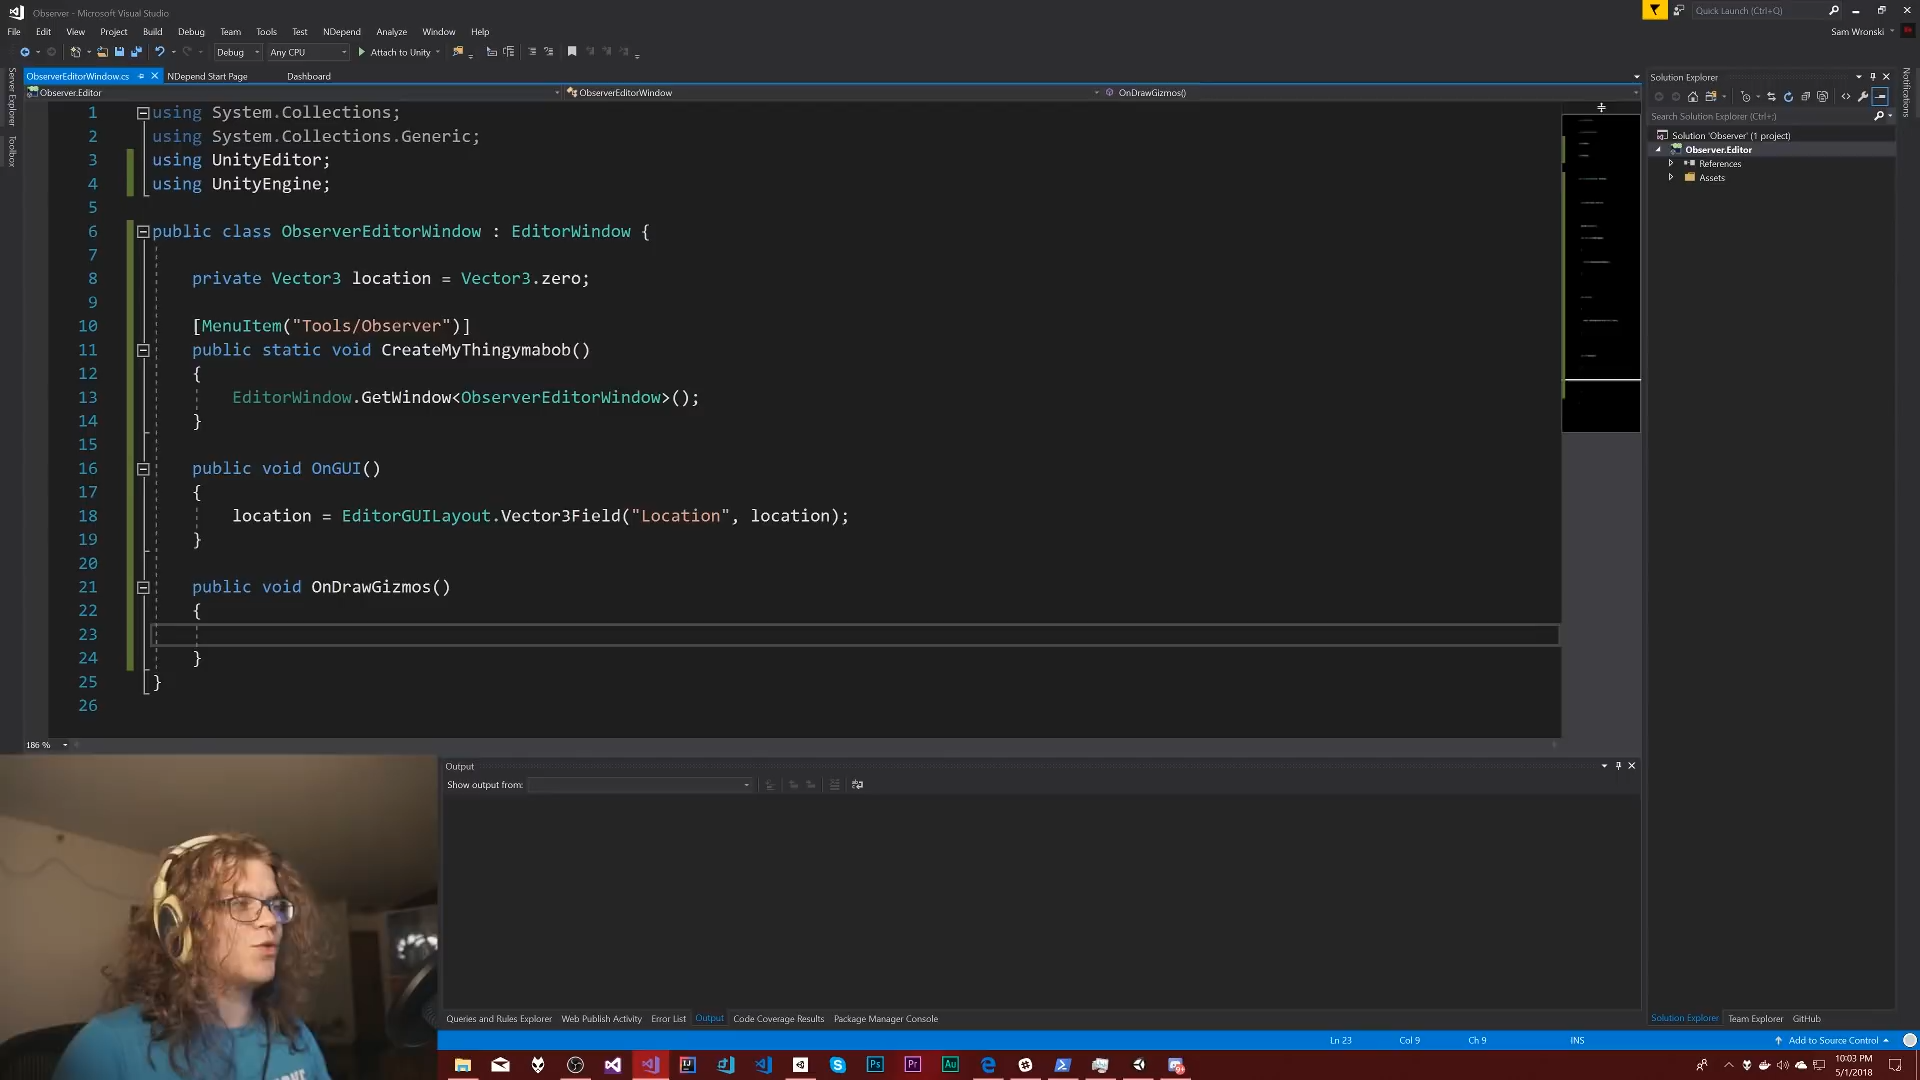 Observer - Microsoft Visual Studio
Quick Launch (Ctrl+Q)
File Edit View Project Build Debug Team Tools Test NDepend Analyze Window Help
Sam Wronski
Debug Any CPU Attach to Unity
ObserverEditorWindow.cs NDepend Start Page Dashboard
Observer.Editor ObserverEditorWindow OnDrawGizmos()
Server Explorer
Toolbox
1 using System.Collections;
2 using System.Collections.Generic;
3 using UnityEditor;
4 using UnityEngine;
5
6 public class ObserverEditorWindow : EditorWindow {
7
8 private Vector3 location = Vector3.zero;
9
10 [MenuItem("Tools/Observer")]
11 public static void CreateMyThingymabob()
12 {
13 EditorWindow.GetWindow<ObserverEditorWindow>();
14 }
15
16 public void OnGUI()
17 {
18 location = EditorGUILayout.Vector3Field("Location", location);
19 }
20
21 public void OnDrawGizmos()
22 {
23
24 }
25 }
26
186 %
Solution Explorer
Search Solution Explorer (Ctrl+;)
Solution 'Observer' (1 project)
Observer.Editor
References
Assets
Notifications
Output
Show output from:
Queries and Rules Explorer Web Publish Activity Error List Output Code Coverage Results Package Manager Console
Solution Explorer Team Explorer GitHub
Ln 23 Col 9 Ch 9 INS
Add to Source Control
10:03 PM
5/1/2018